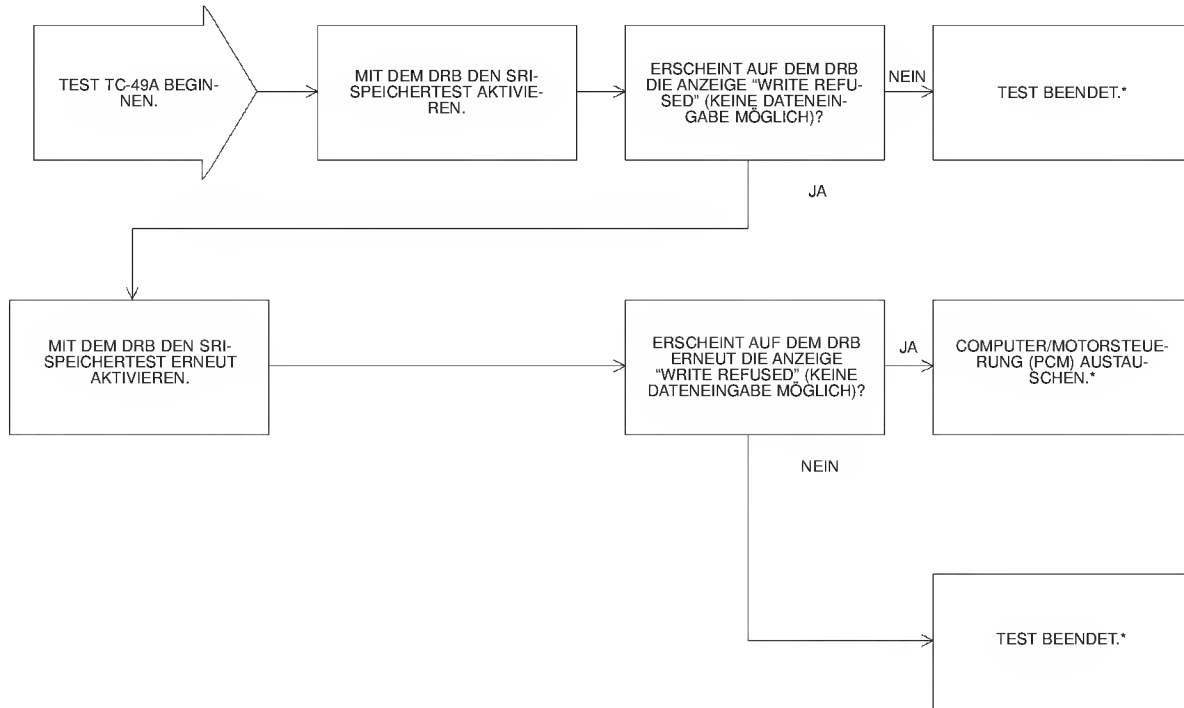 TEST TC-49A BEGIN-
NEN.
MIT DEM DRB DEN SRI-
SPEICHERTEST AKTIVIE-
REN.
ERSCHEINT AUF DEM DRB
DIE ANZEIGE “WRITE REFU-
SED” (KEINE DATENEIN-
GABE MÖGLICH)?
NEIN
TEST BEENDET.*
JA
MIT DEM DRB DEN SRI-
SPEICHERTEST ERNEUT
AKTIVIEREN.
ERSCHEINT AUF DEM DRB
ERNEUT DIE ANZEIGE
“WRITE REFUSED” (KEINE
DATENEINGABE MÖGLICH)?
JA
COMPUTER/MOTORSTEUE-
RUNG (PCM) AUSTAU-
SCHEN.*
NEIN
TEST BEENDET.*